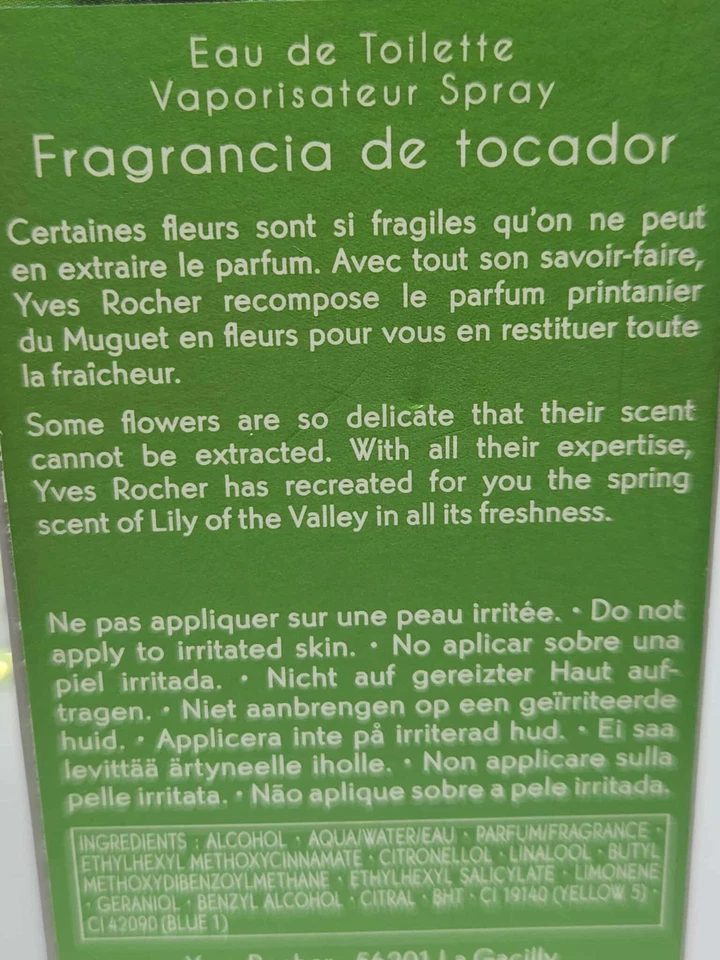 Eau de Toilette
Vaporisateur Spray
Fragrancia de tocador
Certaines fleurs sont si fragiles qu'on ne peut
en extraire le parfum. Avec tout son savoir-faire,
Yves Rocher recompose le parfum printanier
du Muguet en fleurs pour vous en restituer toute
la fraîcheur.
Some flowers are so delicate that their scent
cannot be extracted. With all their expertise,
Yves Rocher has recreated for you the spring
scent of Lily of the Valley in all its freshness.
Ne pas appliquer sur une peau irritée. • Do not
apply to irritated skin. • No aplicar sobre una
piel irritada. • Nicht auf gereizter Haut auf-
tragen. • Niet aanbrengen op een geïrriteerde
huid. • Applicera inte på irriterad hud. • Ei saa
levittää ärtyneelle iholle. • Non applicare sulla
pelle irritata. • Não aplique sobre a pele irritada.
INGREDIENTS : ALCOHOL • AQUA/WATER/EAU • PARFUM/FRAGRANCE •
ETHYLHEXYL METHOXYCINNAMATE • CITRONELLOL • LINALOOL • BUTYL
METHOXYDIBENZOYLMETHANE • ETHYLHEXYL SALICYLATE • LIMONENE
• GERANIOL • BENZYL ALCOHOL • CITRAL • BHT • CI 19140 (YELLOW 5) •
CI 42090 (BLUE 1)
Yves Rocher 56201 La Gacilly